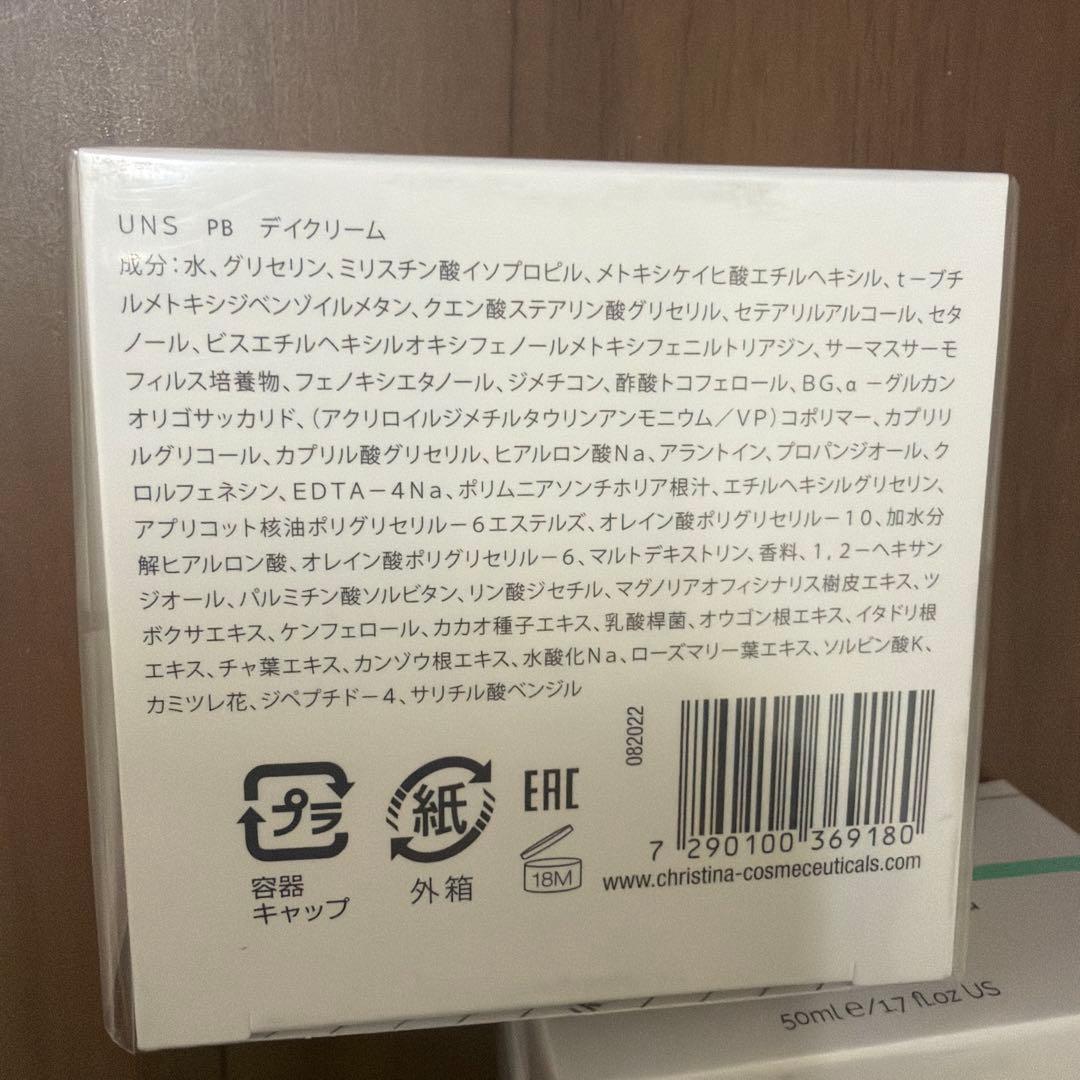 UNS PB デイクリーム
成分:水、グリセリン、ミリスチン酸イソプロピル、メトキシケイヒ酸エチルヘキシル、t－ブチ
ルメトキシジベンゾイルメタン、クエン酸ステアリン酸グリセリル、セテアリルアルコール、セタ
ノール、ビスエチルヘキシルオキシフェノールメトキシフェニルトリアジン、サーマスサーモ
フィルス培養物、フェノキシエタノール、ジメチコン、酢酸トコフェロール、BG、α－グルカン
オリゴサッカリド、(アクリロイルジメチルタウリンアンモニウム／VP)コポリマー、カプリリ
ルグリコール、カプリル酸グリセリル、ヒアルロン酸Na、アラントイン、プロパンジオール、ク
ロルフェネシン、EDTA－4Na、ポリムニアソンチホリア根汁、エチルヘキシルグリセリン、
アプリコット核油ポリグリセリル－6エステルズ、オレイン酸ポリグリセリル－10、加水分
解ヒアルロン酸、オレイン酸ポリグリセリル－6、マルトデキストリン、香料、1,2－ヘキサン
ジオール、パルミチン酸ソルビタン、リン酸ジセチル、マグノリアオフィシナリス樹皮エキス、ツ
ボクサエキス、ケンフェロール、カカオ種子エキス、乳酸桿菌、オウゴン根エキス、イタドリ根
エキス、チャ葉エキス、カンゾウ根エキス、水酸化Na、ローズマリー葉エキス、ソルビン酸K、
カミツレ花、ジペプチド－4、サリチル酸ベンジル
082022
プラ
容器
キャップ
紙
外箱
EAC
18M
7 290100 369180
www.christina-cosmeceuticals.com
50ml e/1.7 fl.oz US